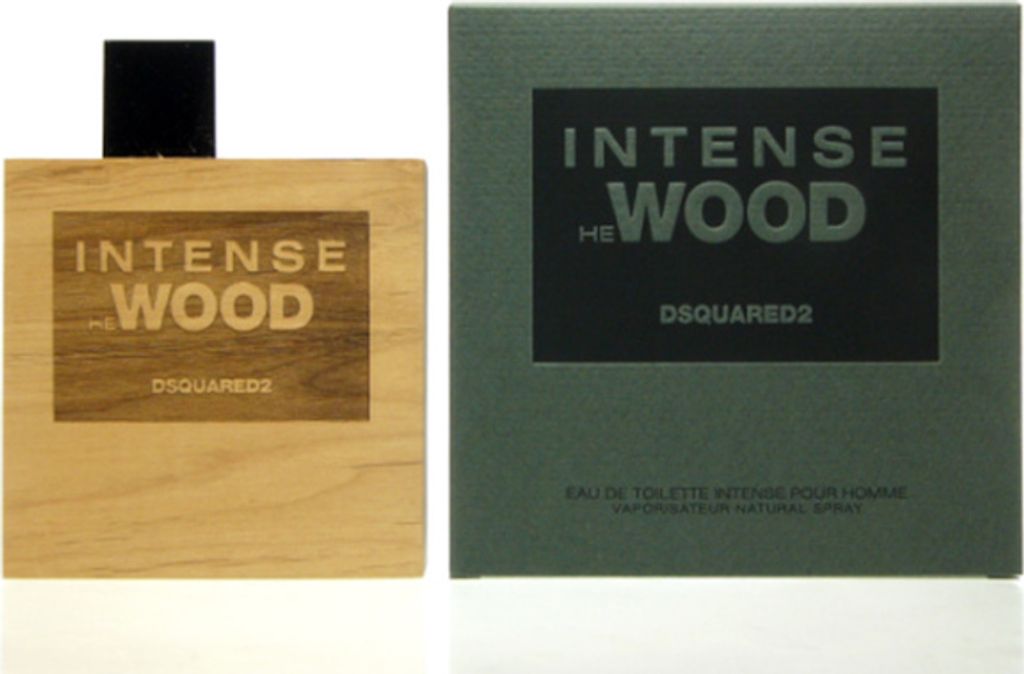 INTENSE
HE WOOD
DSQUARED2
INTENSE
HE WOOD
DSQUARED2
EAU DE TOILETTE INTENSE POUR HOMME
VAPORISATEUR NATURAL SPRAY